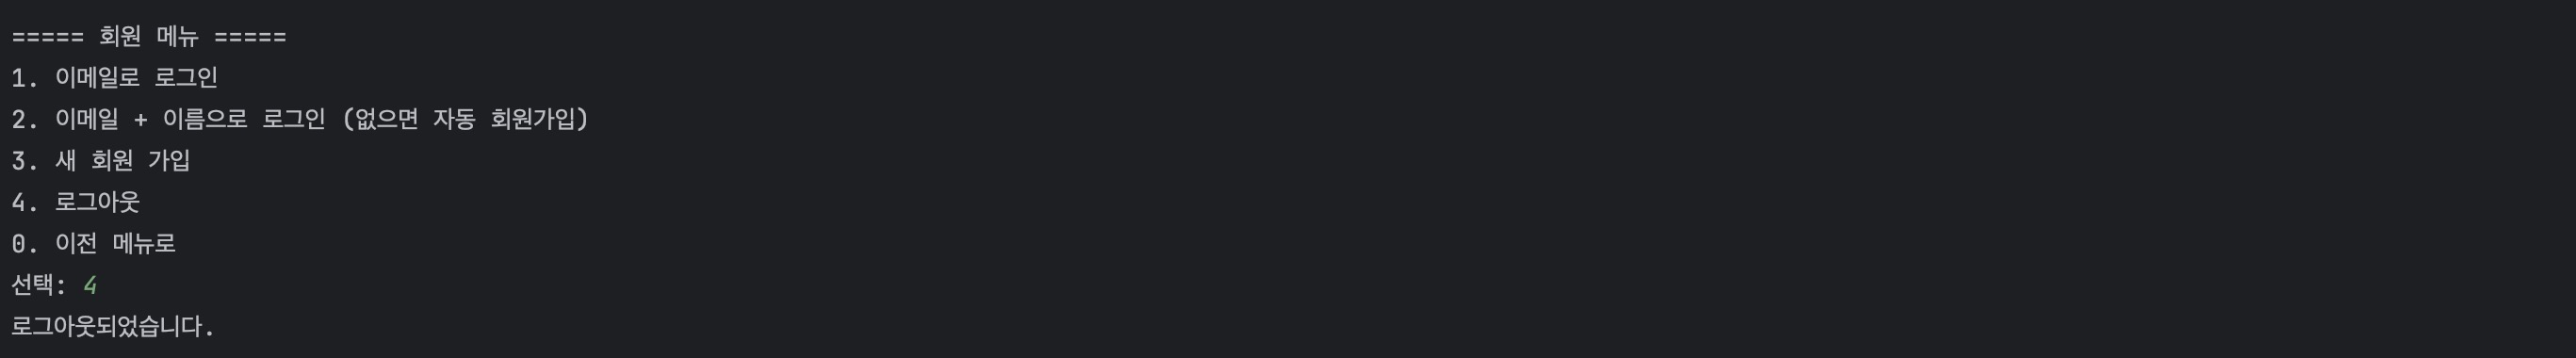 ===== 회원 메뉴 =====
1. 이메일로 로그인
2. 이메일 + 이름으로 로그인 (없으면 자동 회원가입)
3. 새 회원 가입
4. 로그아웃
0. 이전 메뉴로
선택: 4
로그아웃되었습니다.